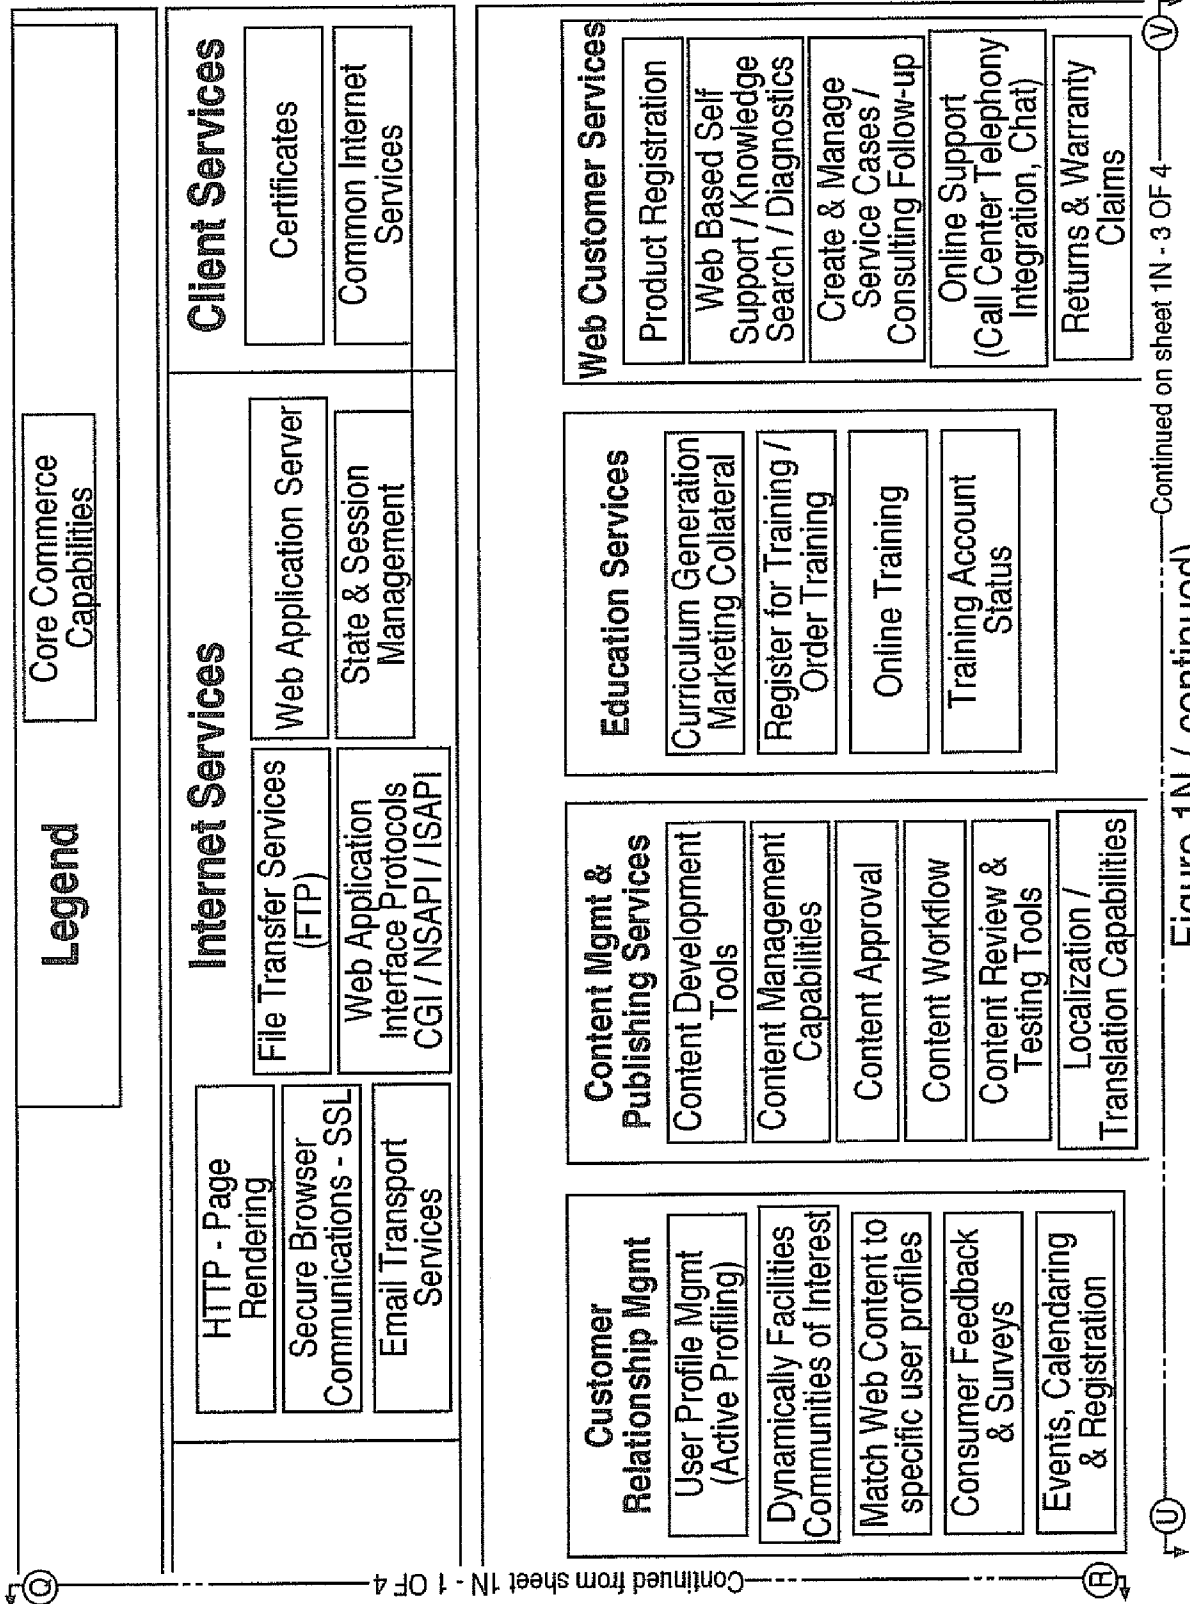 Legend
Core Commerce
Capabilities
Internet Services
HTTP - Page
Rendering
Secure Browser
Communications - SSL
Email Transport
Services
File Transfer Services
(FTP)
Web Application
Interface Protocols
CGI / NSAPI / ISAPI
Web Application Server
State & Session
Management
Client Services
Certificates
Common Internet
Services
Customer
Relationship Mgmt
User Profile Mgmt
(Active Profiling)
Dynamically Facilities
Communities of Interest
Match Web Content to
specific user profiles
Consumer Feedback
& Surveys
Events, Calendaring
& Registration
Content Mgmt &
Publishing Services
Content Development
Tools
Content Management
Capabilities
Content Approval
Content Workflow
Content Review &
Testing Tools
Localization /
Translation Capabilities
Education Services
Curriculum Generation
Marketing Collateral
Register for Training /
Order Training
Online Training
Training Account
Status
Web Customer Services
Product Registration
Web Based Self
Support / Knowledge
Search / Diagnostics
Create & Manage
Service Cases /
Consulting Follow-up
Online Support
(Call Center Telephony
Integration, Chat)
Returns & Warranty
Claims
Q
Continued from sheet 1N - 1 OF 4
R
U
Continued on sheet 1N - 3 OF 4
V
Figure 1N ( continued)